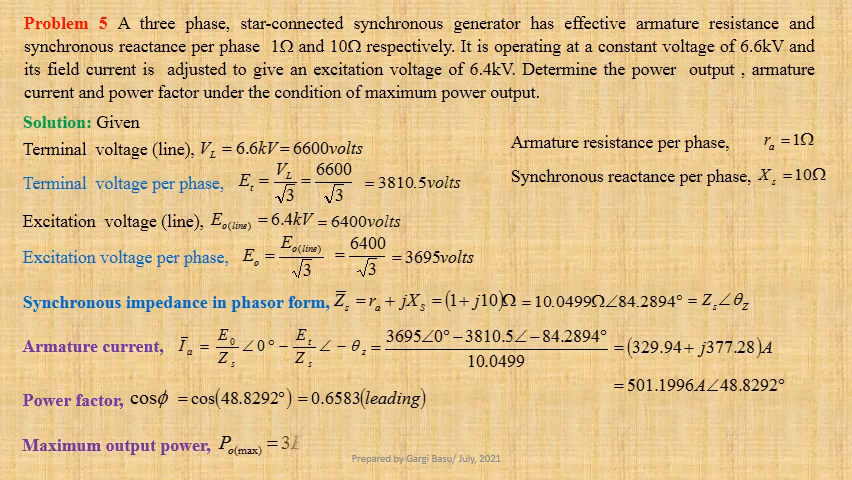 Problem 5 A three phase, star-connected synchronous generator has effective armature resistance and
synchronous reactance per phase 1Ω and 10Ω respectively. It is operating at a constant voltage of 6.6kV and
its field current is adjusted to give an excitation voltage of 6.4kV. Determine the power output , armature
current and power factor under the condition of maximum power output.
Solution: Given
Terminal voltage (line), V_L = 6.6kV = 6600volts
Armature resistance per phase, r_a = 1Ω
Terminal voltage per phase, E_t = V_L/√3 = 6600/√3 = 3810.5volts
Synchronous reactance per phase, X_s = 10Ω
Excitation voltage (line), E_o(line) = 6.4kV = 6400volts
Excitation voltage per phase, E_o = E_o(line)/√3 = 6400/√3 = 3695volts
Synchronous impedance in phasor form, Z̄_s = r_a + jX_S = (1 + j10)Ω = 10.0499Ω∠84.2894° = Z_s∠θ_Z
Armature current, Ī_a = E_0/Z_s ∠0° − E_t/Z_s ∠ − θ_z = (3695∠0° − 3810.5∠ − 84.2894°)/10.0499 = (329.94 + j377.28)A
= 501.1996A∠48.8292°
Power factor, cosϕ = cos(48.8292°) = 0.6583(leading)
Maximum output power, P_o(max) = 3E
Prepared by Gargi Basu/ July, 2021